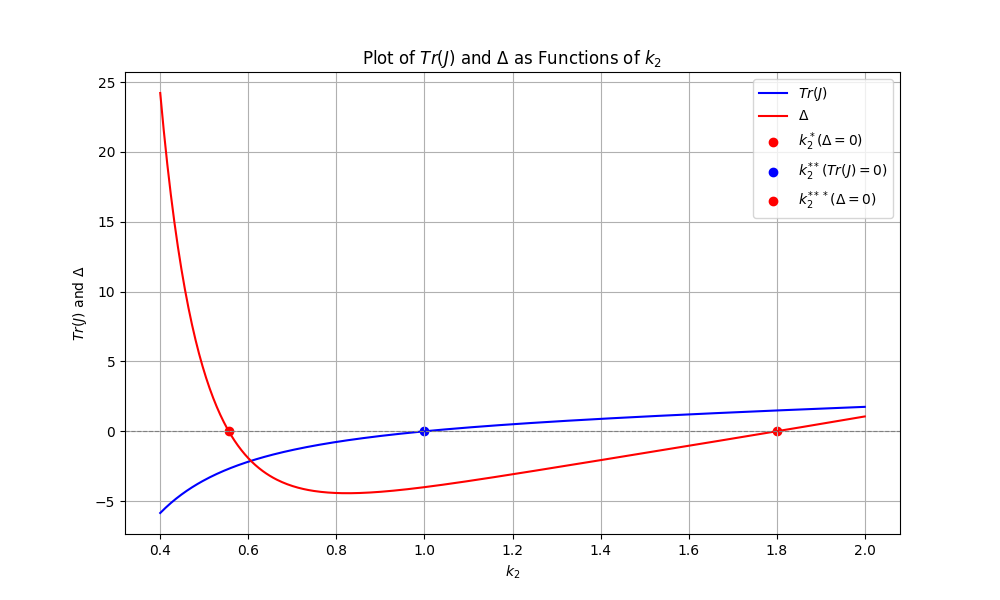 Plot of Tr(J) and Δ as Functions of k₂
Tr(J)
Δ
k₂*(Δ = 0)
k₂**(Tr(J) = 0)
k₂***(Δ = 0)
Tr(J) and Δ
25
20
15
10
5
0
−5
0.4 0.6 0.8 1.0 1.2 1.4 1.6 1.8 2.0
k₂